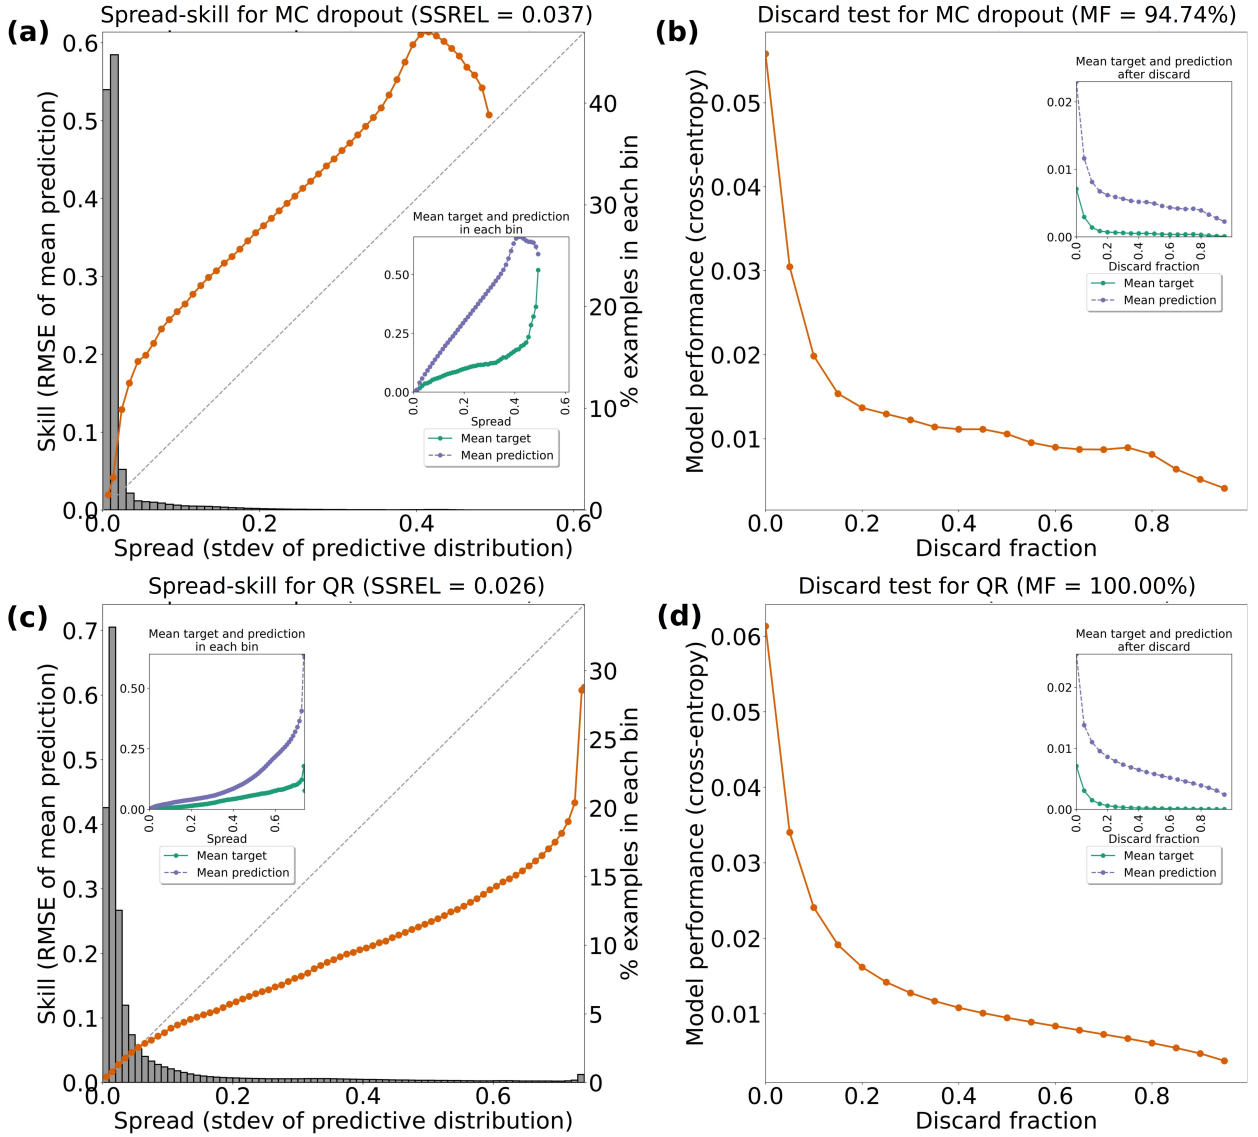 (a)
Spread-skill for MC dropout (SSREL = 0.037)
Skill (RMSE of mean prediction)
0.6
0.5
0.4
0.3
0.2
0.1
0.0
0.0
0.2
0.4
0.6
Spread (stdev of predictive distribution)
40
30
20
10
0
% examples in each bin
Mean target and prediction
in each bin
0.50
0.25
0.00
0.0
0.2
0.4
0.6
Spread
Mean target
Mean prediction
(b)
Discard test for MC dropout (MF = 94.74%)
Model performance (cross-entropy)
0.05
0.04
0.03
0.02
0.01
0.0
0.2
0.4
0.6
0.8
Discard fraction
Mean target and prediction
after discard
0.02
0.01
0.00
0.0
0.2
0.4
0.6
0.8
Discard fraction
Mean target
Mean prediction
(c)
Spread-skill for QR (SSREL = 0.026)
Skill (RMSE of mean prediction)
0.7
0.6
0.5
0.4
0.3
0.2
0.1
0.0
0.0
0.2
0.4
0.6
Spread (stdev of predictive distribution)
30
25
20
15
10
5
0
% examples in each bin
Mean target and prediction
in each bin
0.50
0.25
0.00
0.0
0.2
0.4
0.6
Spread
Mean target
Mean prediction
(d)
Discard test for QR (MF = 100.00%)
Model performance (cross-entropy)
0.06
0.05
0.04
0.03
0.02
0.01
0.0
0.2
0.4
0.6
0.8
Discard fraction
Mean target and prediction
after discard
0.02
0.01
0.00
0.0
0.2
0.4
0.6
0.8
Discard fraction
Mean target
Mean prediction